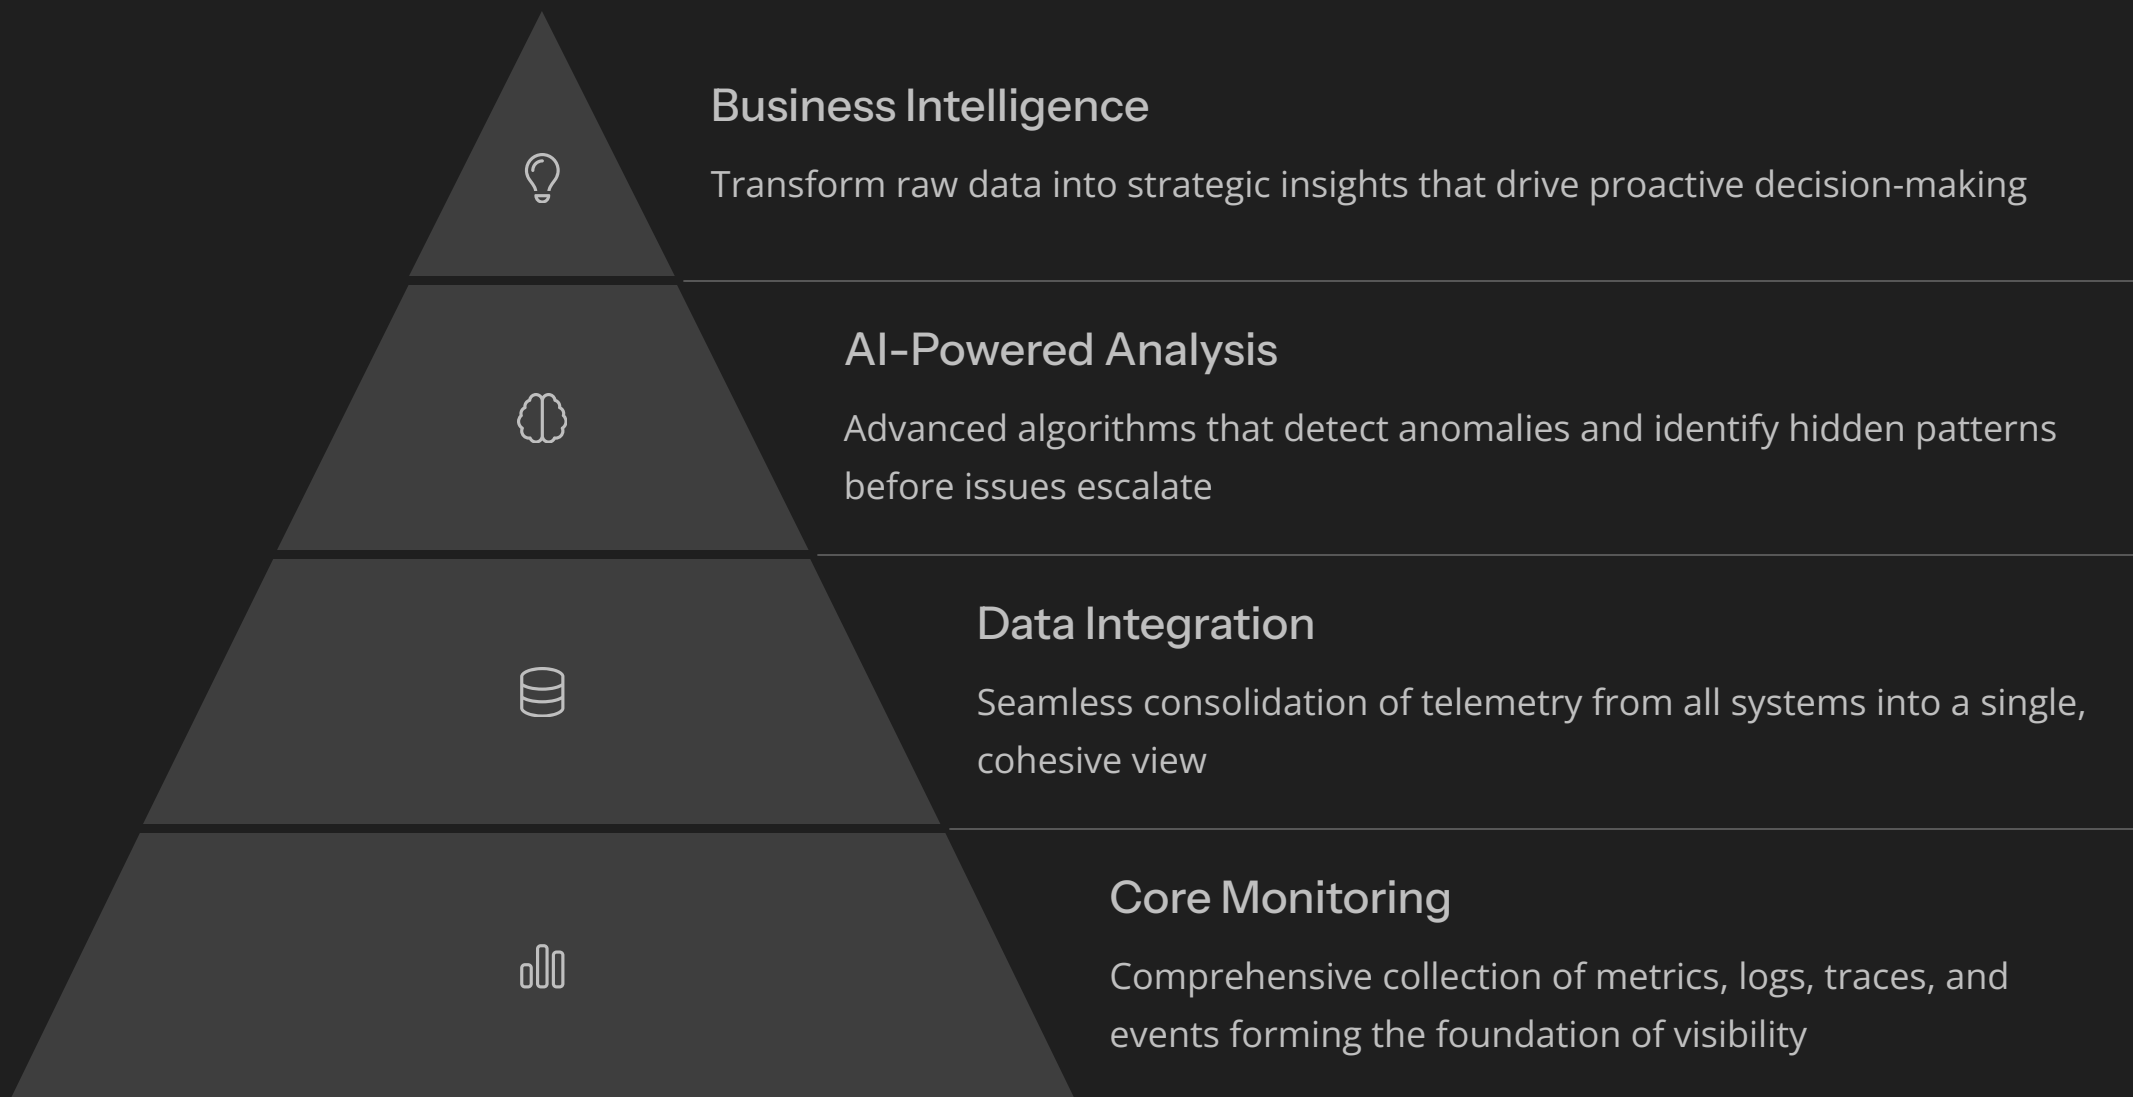 Business Intelligence
Transform raw data into strategic insights that drive proactive decision-making
AI-Powered Analysis
Advanced algorithms that detect anomalies and identify hidden patterns
before issues escalate
Data Integration
Seamless consolidation of telemetry from all systems into a single,
cohesive view
Core Monitoring
Comprehensive collection of metrics, logs, traces, and
events forming the foundation of visibility